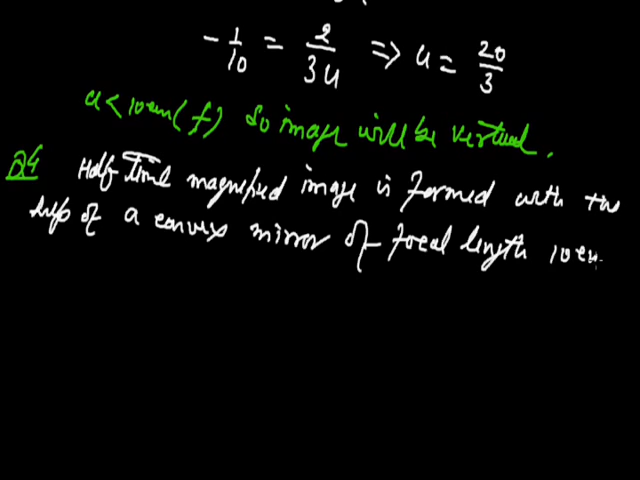 -1/10 = 2/3u ⇒ u = 20/3
u < 10cm (f) So image will be virtual.
Q4 Half Time magnified image is formed with the
help of a convex mirror of focal length 10cm